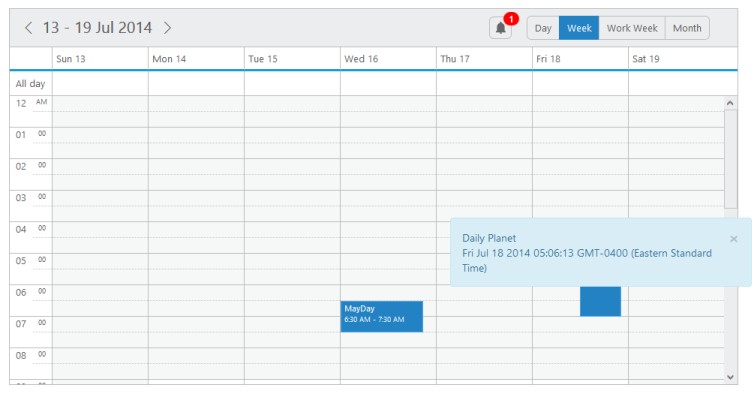 13 - 19 Jul 2014
1
Day Week Work Week Month
Sun 13 Mon 14 Tue 15 Wed 16 Thu 17 Fri 18 Sat 19
All day
12 AM
01 00
02 00
03 00
04 00
Daily Planet
Fri Jul 18 2014 05:06:13 GMT-0400 (Eastern Standard
Time)
×
05 00
06 00
MayDay
6:30 AM - 7:30 AM
07 00
08 00